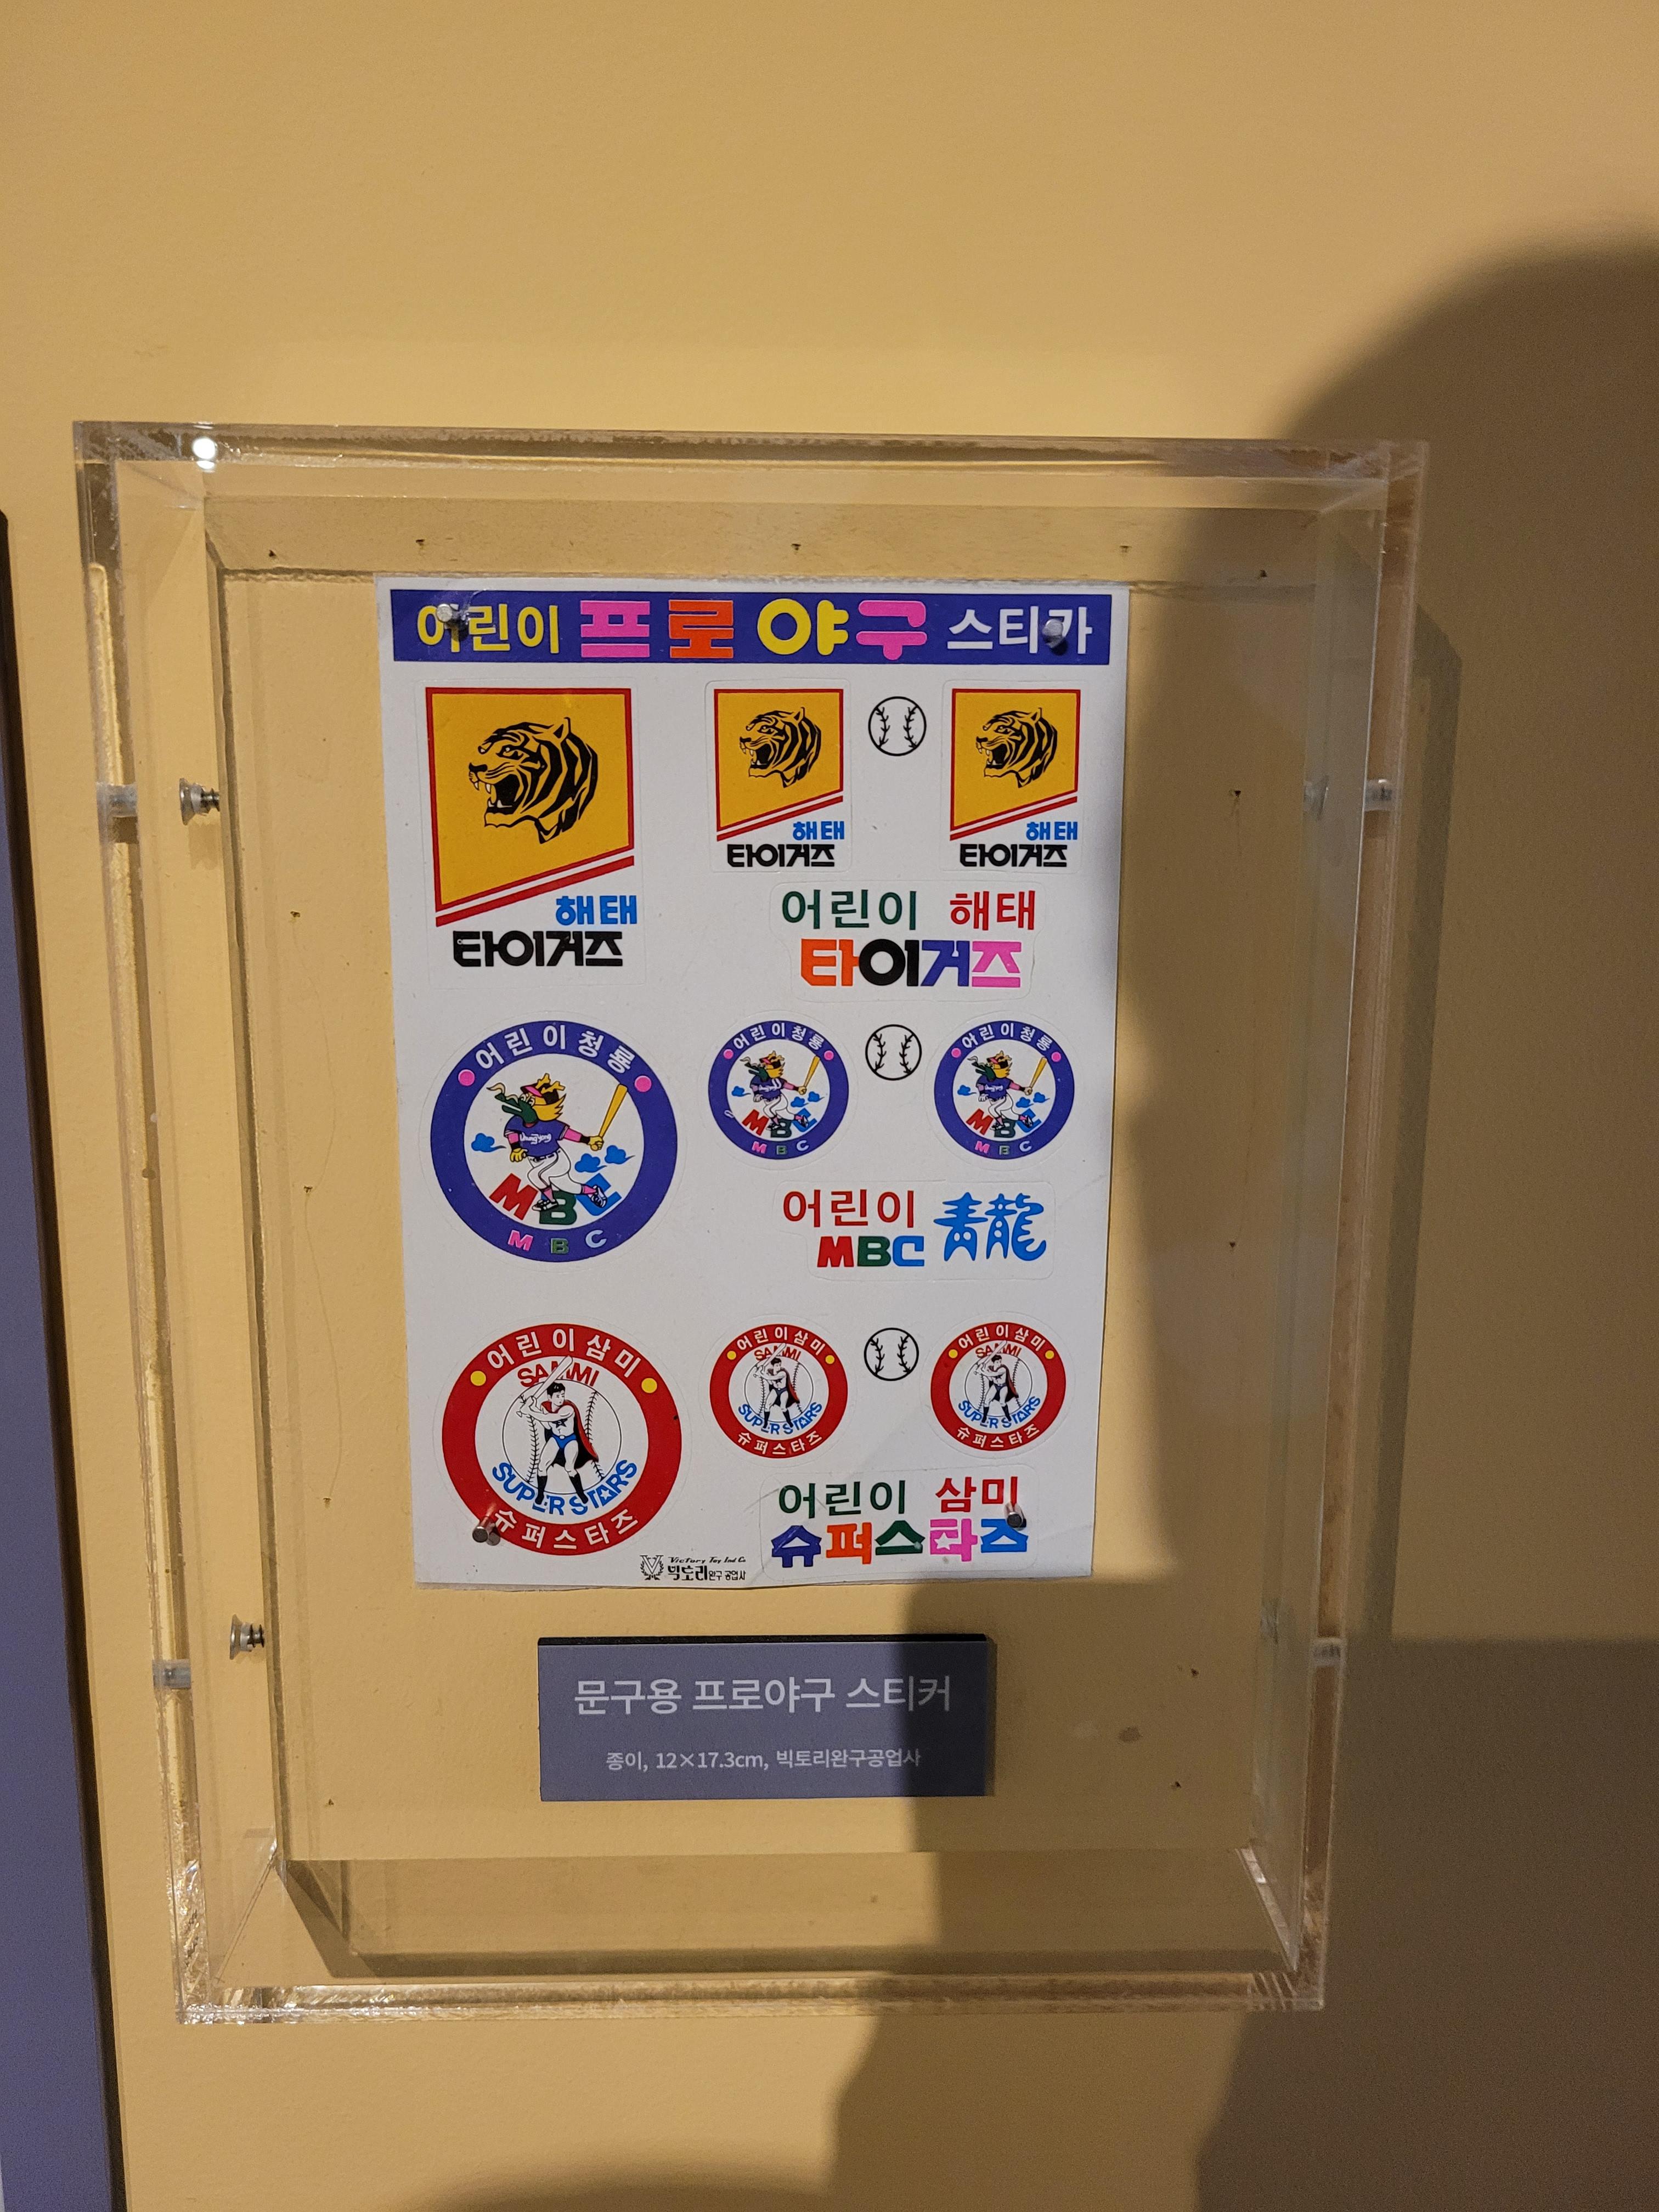 어린이 프로야구 스티카
해태
타이거즈
해태
타이거즈
해태
타이거즈
어린이 해태
타이거즈
어린이청룡
Chungyong
MBC
MBC
어린이청룡
MBC
MBC
어린이청룡
MBC
MBC
어린이
MBC 青龍
어린이삼미
SAMMI
SUPER STARS
슈퍼스타즈
어린이삼미
SAMMI
SUPER STARS
슈퍼스타즈
어린이삼미
SAMMI
SUPER STARS
슈퍼스타즈
어린이 삼미
슈퍼스타즈
Victory Toy Ind Co
빅토리완구공업사
문구용 프로야구 스티커
종이, 12×17.3cm, 빅토리완구공업사